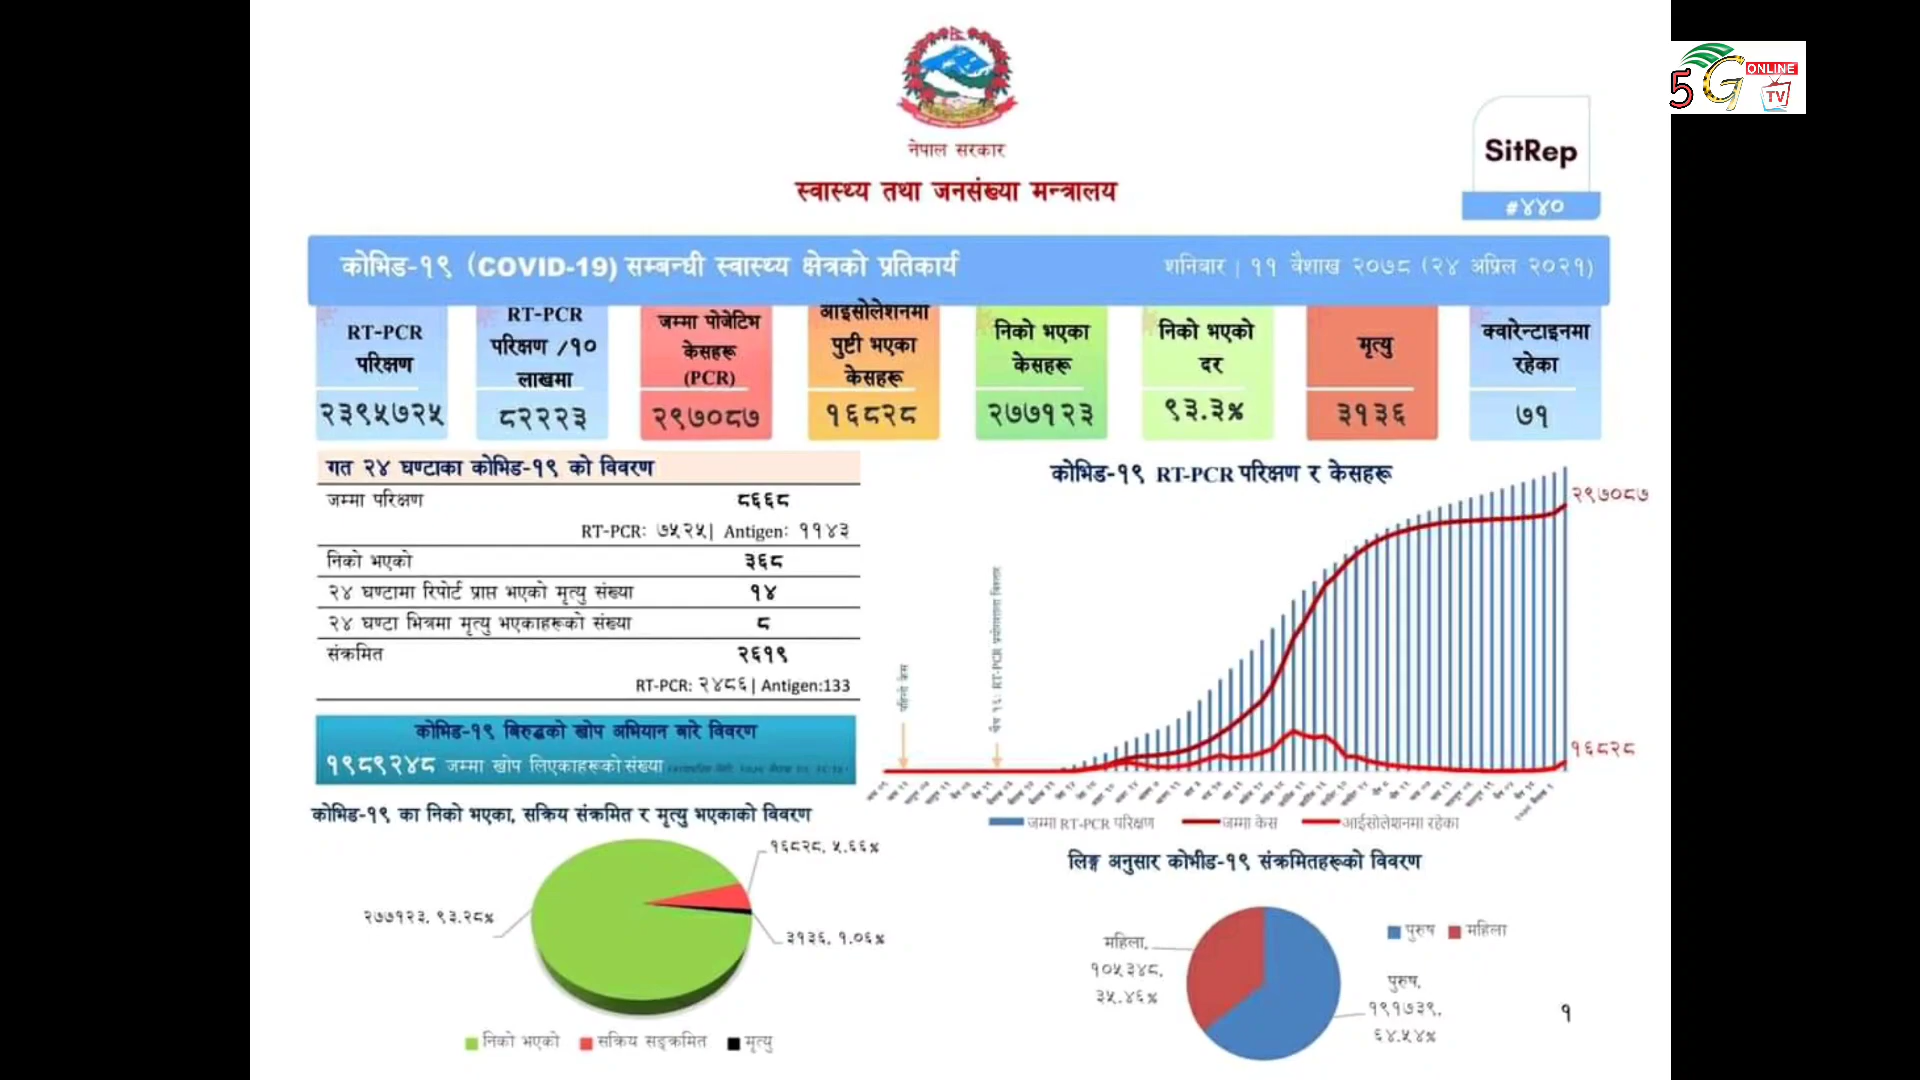 5G ONLINE TV
नेपाल सरकार
स्वास्थ्य तथा जनसंख्या मन्त्रालय
SitRep
#४४०
कोभिड-१९ (COVID-19) सम्बन्धी स्वास्थ्य क्षेत्रको प्रतिकार्य
शनिबार | ११ वैशाख २०७८ (२४ अप्रिल २०२१)
RT-PCR
परिक्षण
२३९५७२५
RT-PCR
परिक्षण /१०
लाखमा
८२२२३
जम्मा पोजेटिभ
केसहरू
(PCR)
२९७०८७
आइसोलेशनमा
पुष्टी भएका
केसहरू
१६८२८
निको भएका
केसहरू
२७७१२३
निको भएको
दर
९३.३%
मृत्यु
३१३६
क्वारेन्टाइनमा
रहेका
७१
गत २४ घण्टाका कोभिड-१९ को विवरण
जम्मा परिक्षण ८६६८
RT-PCR: ७५२५| Antigen: ११४३
निको भएको ३६८
२४ घण्टामा रिपोर्ट प्राप्त भएको मृत्यु संख्या १४
२४ घण्टा भित्रमा मृत्यु भएकाहरूको संख्या ८
संक्रमित २६१९
RT-PCR: २४८६| Antigen:133
कोभिड-१९ बिरुद्धको खोप अभियान बारे विवरण
१९८९२४८ जम्मा खोप लिएकाहरूको संख्या
कोभिड-१९ RT-PCR परिक्षण र केसहरू
२९७०८७
१६८२८
पहिलो केस
चैत्र १६: RT-PCR प्रयोगशाला बिस्तार
जम्मा RT-PCR परिक्षण
जम्मा केस
आईसोलेशनमा रहेका
कोभिड-१९ का निको भएका, सक्रिय संक्रमित र मृत्यु भएकाको विवरण
१६८२८, ५.६६%
२७७१२३, ९३.२८%
३१३६, १.०६%
निको भएको
सक्रिय सङ्क्रमित
मृत्यु
लिङ्ग अनुसार कोभीड-१९ संक्रमितहरूको विवरण
पुरुष
महिला
महिला,
१०५३४८,
३५.४६%
पुरुष,
१९१७३९,
६४.५४%
१